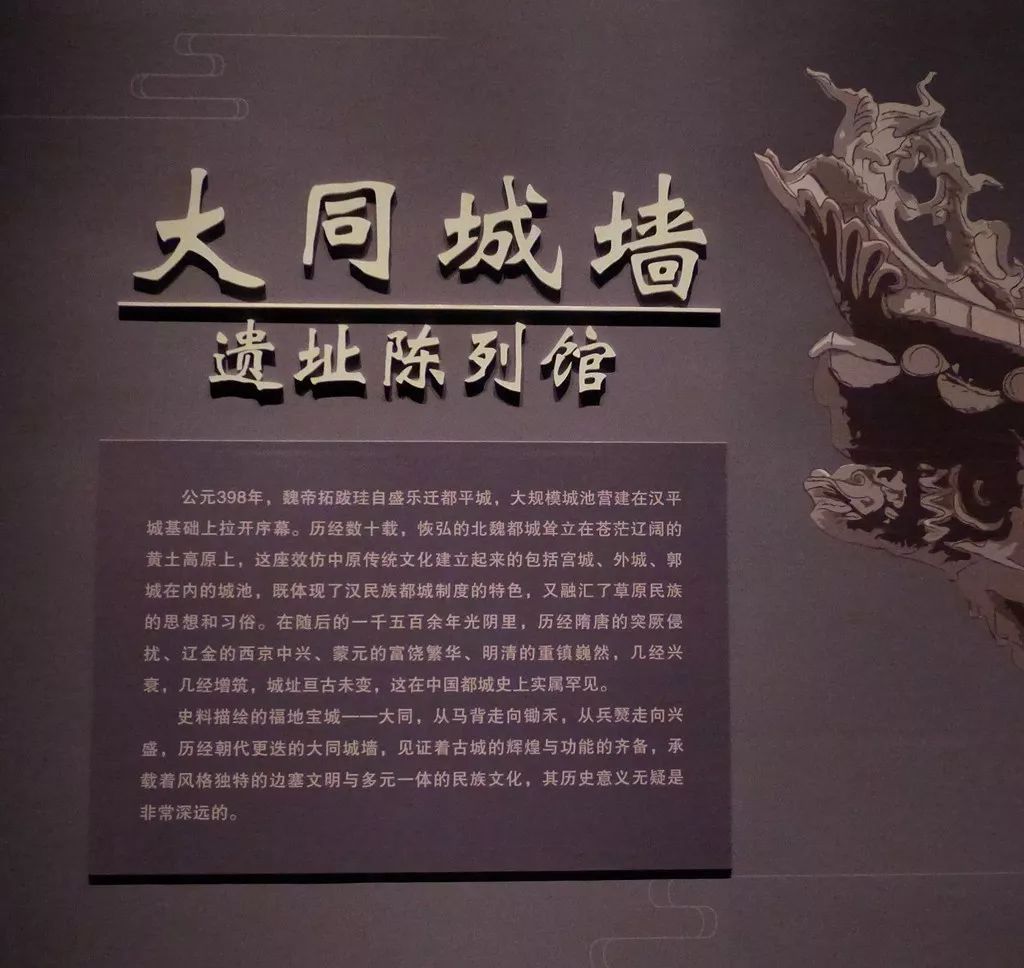 大同城墙
遗址陈列馆
公元398年，魏帝拓跋珪自盛乐迁都平城，大规模城池营建在汉平
城基础上拉开序幕。历经数十载，恢弘的北魏都城耸立在苍茫辽阔的
黄土高原上，这座效仿中原传统文化建立起来的包括宫城、外城、郭
城在内的城池，既体现了汉民族都城制度的特色，又融汇了草原民族
的思想和习俗。在随后的一千五百余年光阴里，历经隋唐的突厥侵
扰、辽金的西京中兴、蒙元的富饶繁华、明清的重镇巍然，几经兴
衰，几经增筑，城址亘古未变，这在中国都城史上实属罕见。
史料描绘的福地宝城——大同，从马背走向锄禾，从兵燹走向兴
盛，历经朝代更迭的大同城墙，见证着古城的辉煌与功能的齐备，承
载着风格独特的边塞文明与多元一体的民族文化，其历史意义无疑是
非常深远的。